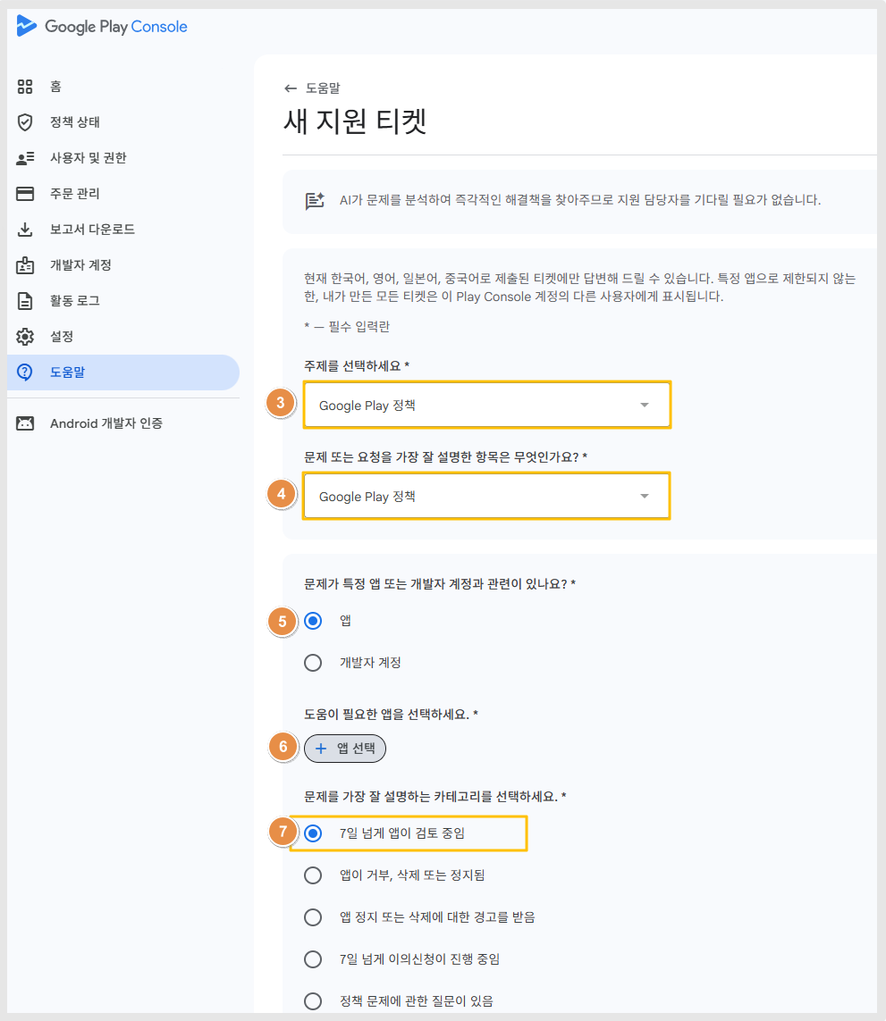 Google Play Console
홈
정책 상태
사용자 및 권한
주문 관리
보고서 다운로드
개발자 계정
활동 로그
설정
도움말
Android 개발자 인증
← 도움말
새 지원 티켓
AI가 문제를 분석하여 즉각적인 해결책을 찾아주므로 지원 담당자를 기다릴 필요가 없습니다.
현재 한국어, 영어, 일본어, 중국어로 제출된 티켓에만 답변해 드릴 수 있습니다. 특정 앱으로 제한되지 않는
한, 내가 만든 모든 티켓은 이 Play Console 계정의 다른 사용자에게 표시됩니다.
* — 필수 입력란
주제를 선택하세요 *
3
Google Play 정책
문제 또는 요청을 가장 잘 설명한 항목은 무엇인가요? *
4
Google Play 정책
문제가 특정 앱 또는 개발자 계정과 관련이 있나요? *
5
앱
개발자 계정
도움이 필요한 앱을 선택하세요. *
6
+ 앱 선택
문제를 가장 잘 설명하는 카테고리를 선택하세요. *
7
7일 넘게 앱이 검토 중임
앱이 거부, 삭제 또는 정지됨
앱 정지 또는 삭제에 대한 경고를 받음
7일 넘게 이의신청이 진행 중임
정책 문제에 관한 질문이 있음